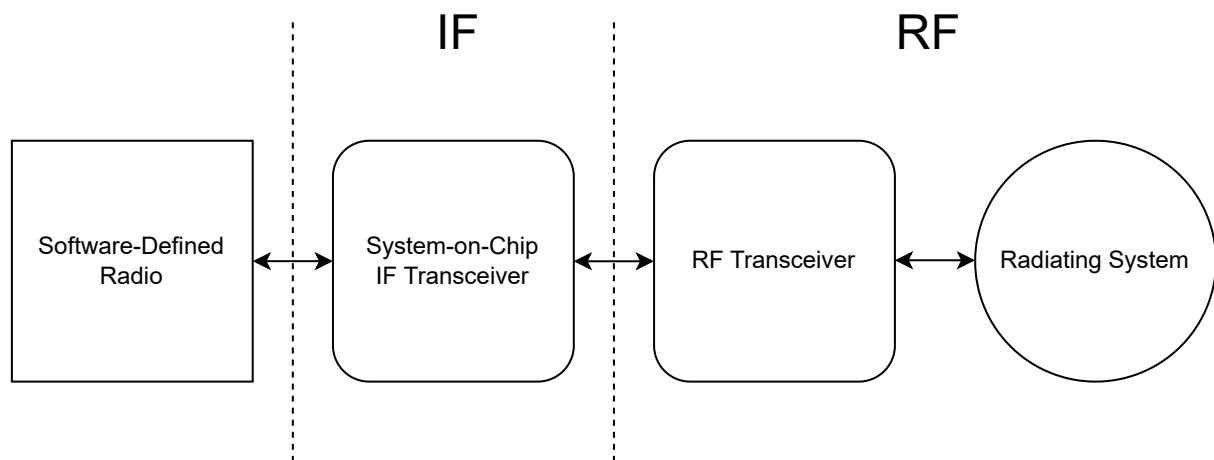 IF
RF
Software-Defined
Radio
System-on-Chip
IF Transceiver
RF Transceiver
Radiating System